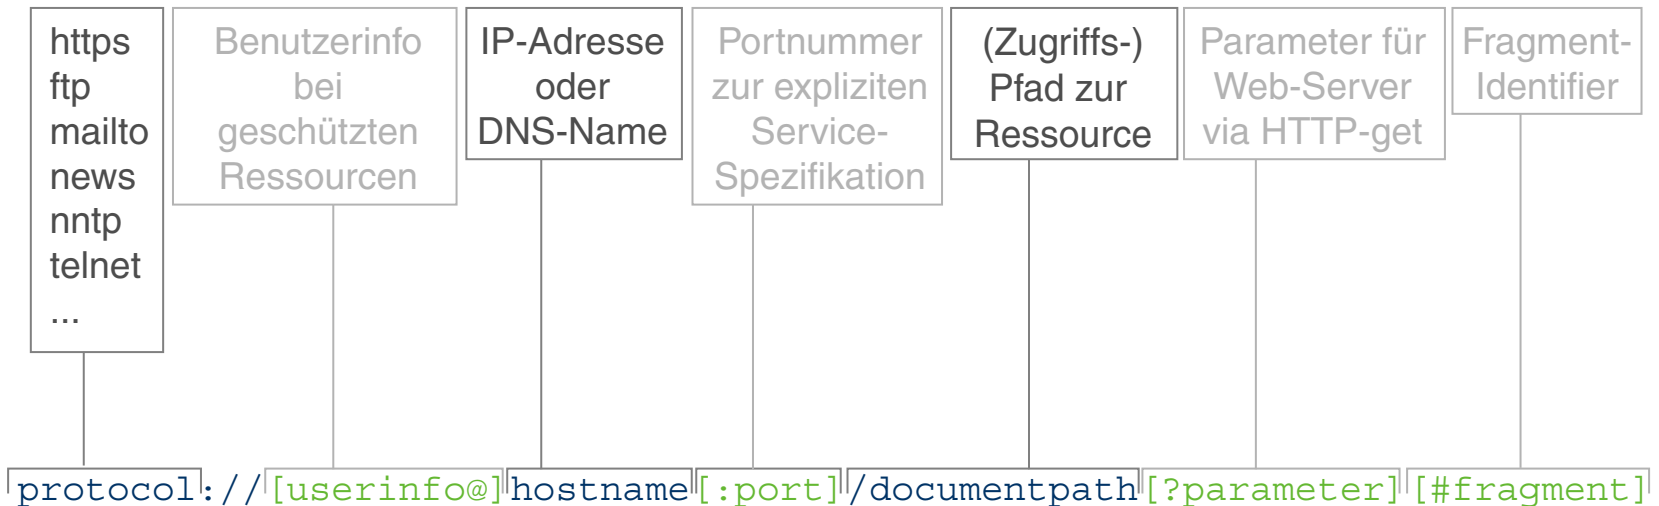 https
ftp
mailto
news
nntp
telnet
...
Benutzerinfo
bei
geschützten
Ressourcen
IP-Adresse
oder
DNS-Name
Portnummer
zur expliziten
Service-
Spezifikation
(Zugriffs-)
Pfad zur
Ressource
Parameter für
Web-Server
via HTTP-get
Fragment-
Identifier
protocol://[userinfo@]hostname[:port]/documentpath[?parameter][#fragment]